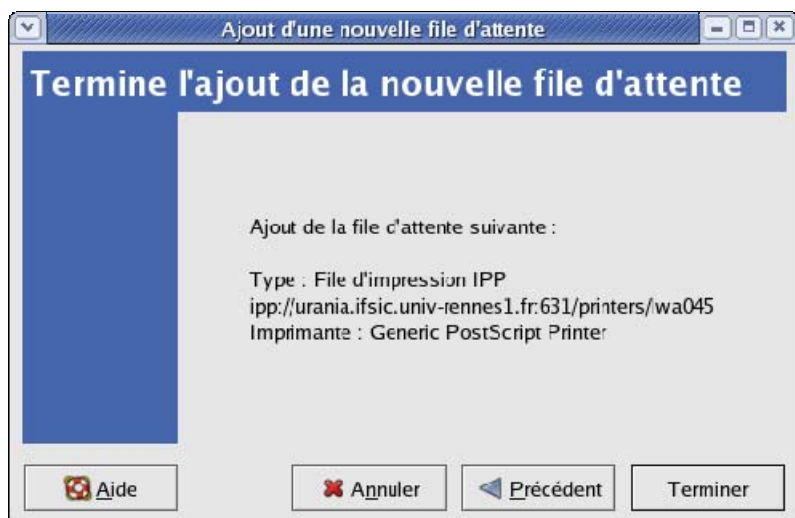 Ajout d'une nouvelle file d'attente
Termine l'ajout de la nouvelle file d'attente
Ajout de la file d'attente suivante :
Type : File d'impression IPP
ipp://urania.ifsic.univ-rennes1.fr:631/printers/lwa045
Imprimante : Generic PostScript Printer
Aide
Annuler
Précédent
Terminer